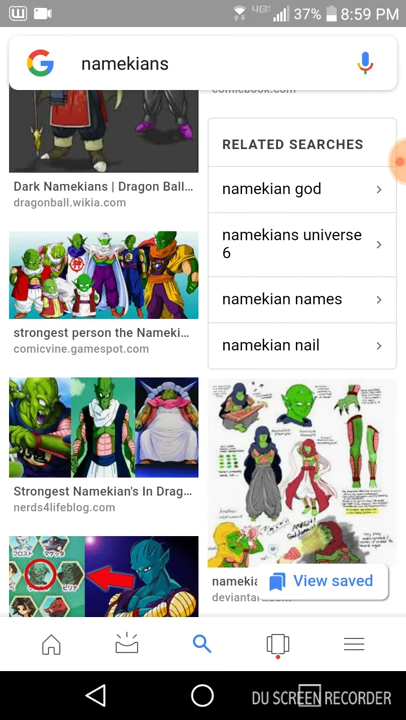 4G 37% 8:59 PM
namekians
comicbook.com
Dark Namekians | Dragon Ball...
dragonball.wikia.com
RELATED SEARCHES
namekian god
namekians universe
6
namekian names
namekian nail
strongest person the Nameki...
comicvine.gamespot.com
Strongest Namekian's In Drag...
nerds4lifeblog.com
namekia
View saved
DU SCREEN RECORDER